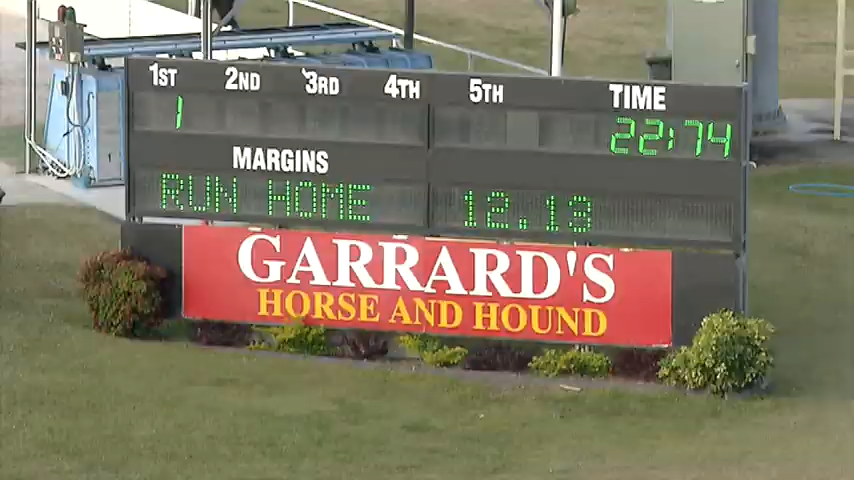 1ST 2ND 3RD 4TH 5TH TIME
1 22:74
MARGINS
RUN HOME 12.13
GARRARD'S
HORSE AND HOUND